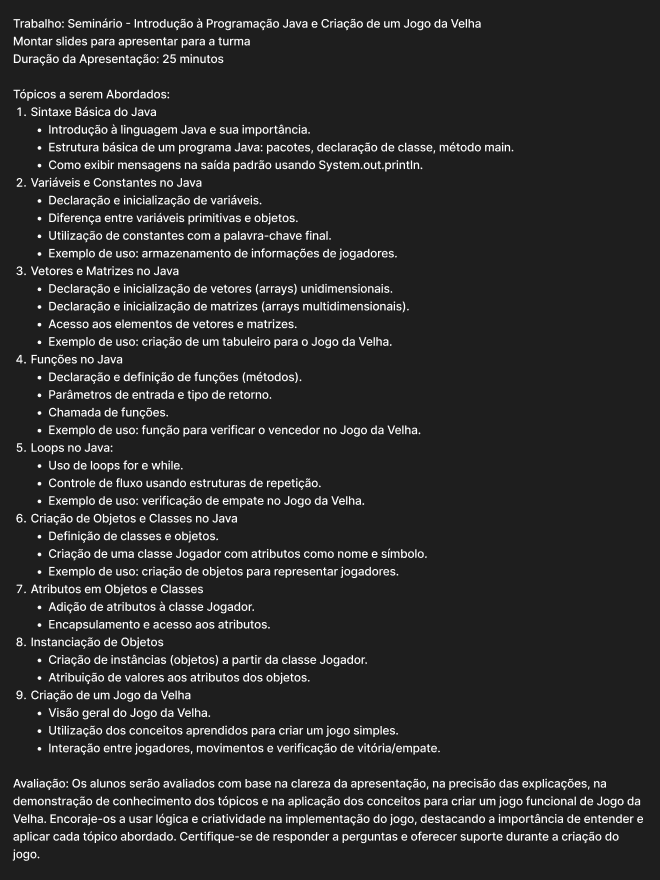 Trabalho: Seminário - Introdução à Programação Java e Criação de um Jogo da Velha
Montar slides para apresentar para a turma
Duração da Apresentação: 25 minutos
Tópicos a serem Abordados:
1. Sintaxe Básica do Java
• Introdução à linguagem Java e sua importância.
• Estrutura básica de um programa Java: pacotes, declaração de classe, método main.
• Como exibir mensagens na saída padrão usando System.out.println.
2. Variáveis e Constantes no Java
• Declaração e inicialização de variáveis.
• Diferença entre variáveis primitivas e objetos.
• Utilização de constantes com a palavra-chave final.
• Exemplo de uso: armazenamento de informações de jogadores.
3. Vetores e Matrizes no Java
• Declaração e inicialização de vetores (arrays) unidimensionais.
• Declaração e inicialização de matrizes (arrays multidimensionais).
• Acesso aos elementos de vetores e matrizes.
• Exemplo de uso: criação de um tabuleiro para o Jogo da Velha.
4. Funções no Java
• Declaração e definição de funções (métodos).
• Parâmetros de entrada e tipo de retorno.
• Chamada de funções.
• Exemplo de uso: função para verificar o vencedor no Jogo da Velha.
5. Loops no Java:
• Uso de loops for e while.
• Controle de fluxo usando estruturas de repetição.
• Exemplo de uso: verificação de empate no Jogo da Velha.
6. Criação de Objetos e Classes no Java
• Definição de classes e objetos.
• Criação de uma classe Jogador com atributos como nome e símbolo.
• Exemplo de uso: criação de objetos para representar jogadores.
7. Atributos em Objetos e Classes
• Adição de atributos à classe Jogador.
• Encapsulamento e acesso aos atributos.
8. Instanciação de Objetos
• Criação de instâncias (objetos) a partir da classe Jogador.
• Atribuição de valores aos atributos dos objetos.
9. Criação de um Jogo da Velha
• Visão geral do Jogo da Velha.
• Utilização dos conceitos aprendidos para criar um jogo simples.
• Interação entre jogadores, movimentos e verificação de vitória/empate.
Avaliação: Os alunos serão avaliados com base na clareza da apresentação, na precisão das explicações, na
demonstração de conhecimento dos tópicos e na aplicação dos conceitos para criar um jogo funcional de Jogo da
Velha. Encoraje-os a usar lógica e criatividade na implementação do jogo, destacando a importância de entender e
aplicar cada tópico abordado. Certifique-se de responder a perguntas e oferecer suporte durante a criação do
jogo.